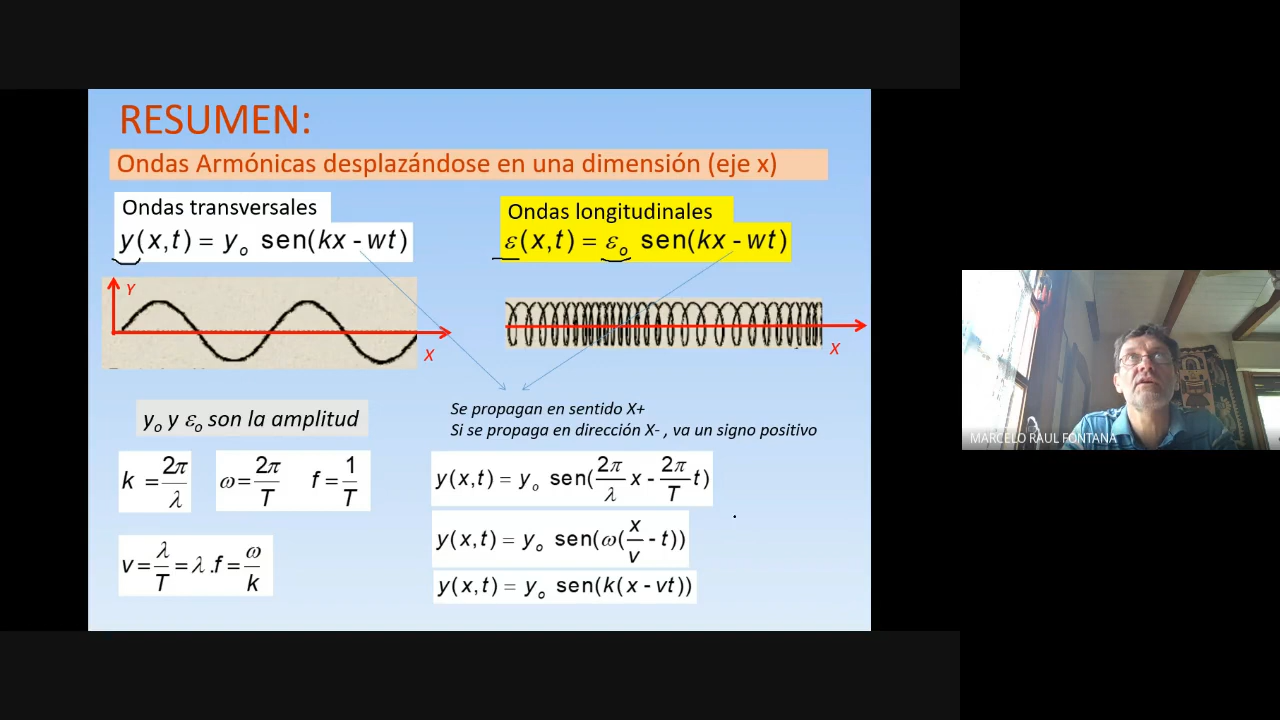 RESUMEN:
Ondas Armónicas desplazándose en una dimensión (eje x)
Ondas transversales
y(x,t) = y₀ sen(kx - wt)
Ondas longitudinales
ε(x,t) = ε₀ sen(kx - wt)
Y
X
X
y₀ y ε₀ son la amplitud
Se propagan en sentido X+
Si se propaga en dirección X- , va un signo positivo
k = 2π/λ
ω = 2π/T f = 1/T
v = λ/T = λ.f = ω/k
y(x,t) = y₀ sen(2π/λ x - 2π/T t)
y(x,t) = y₀ sen(ω(x/v - t))
y(x,t) = y₀ sen(k(x - vt))
MARCELO RAUL FONTANA